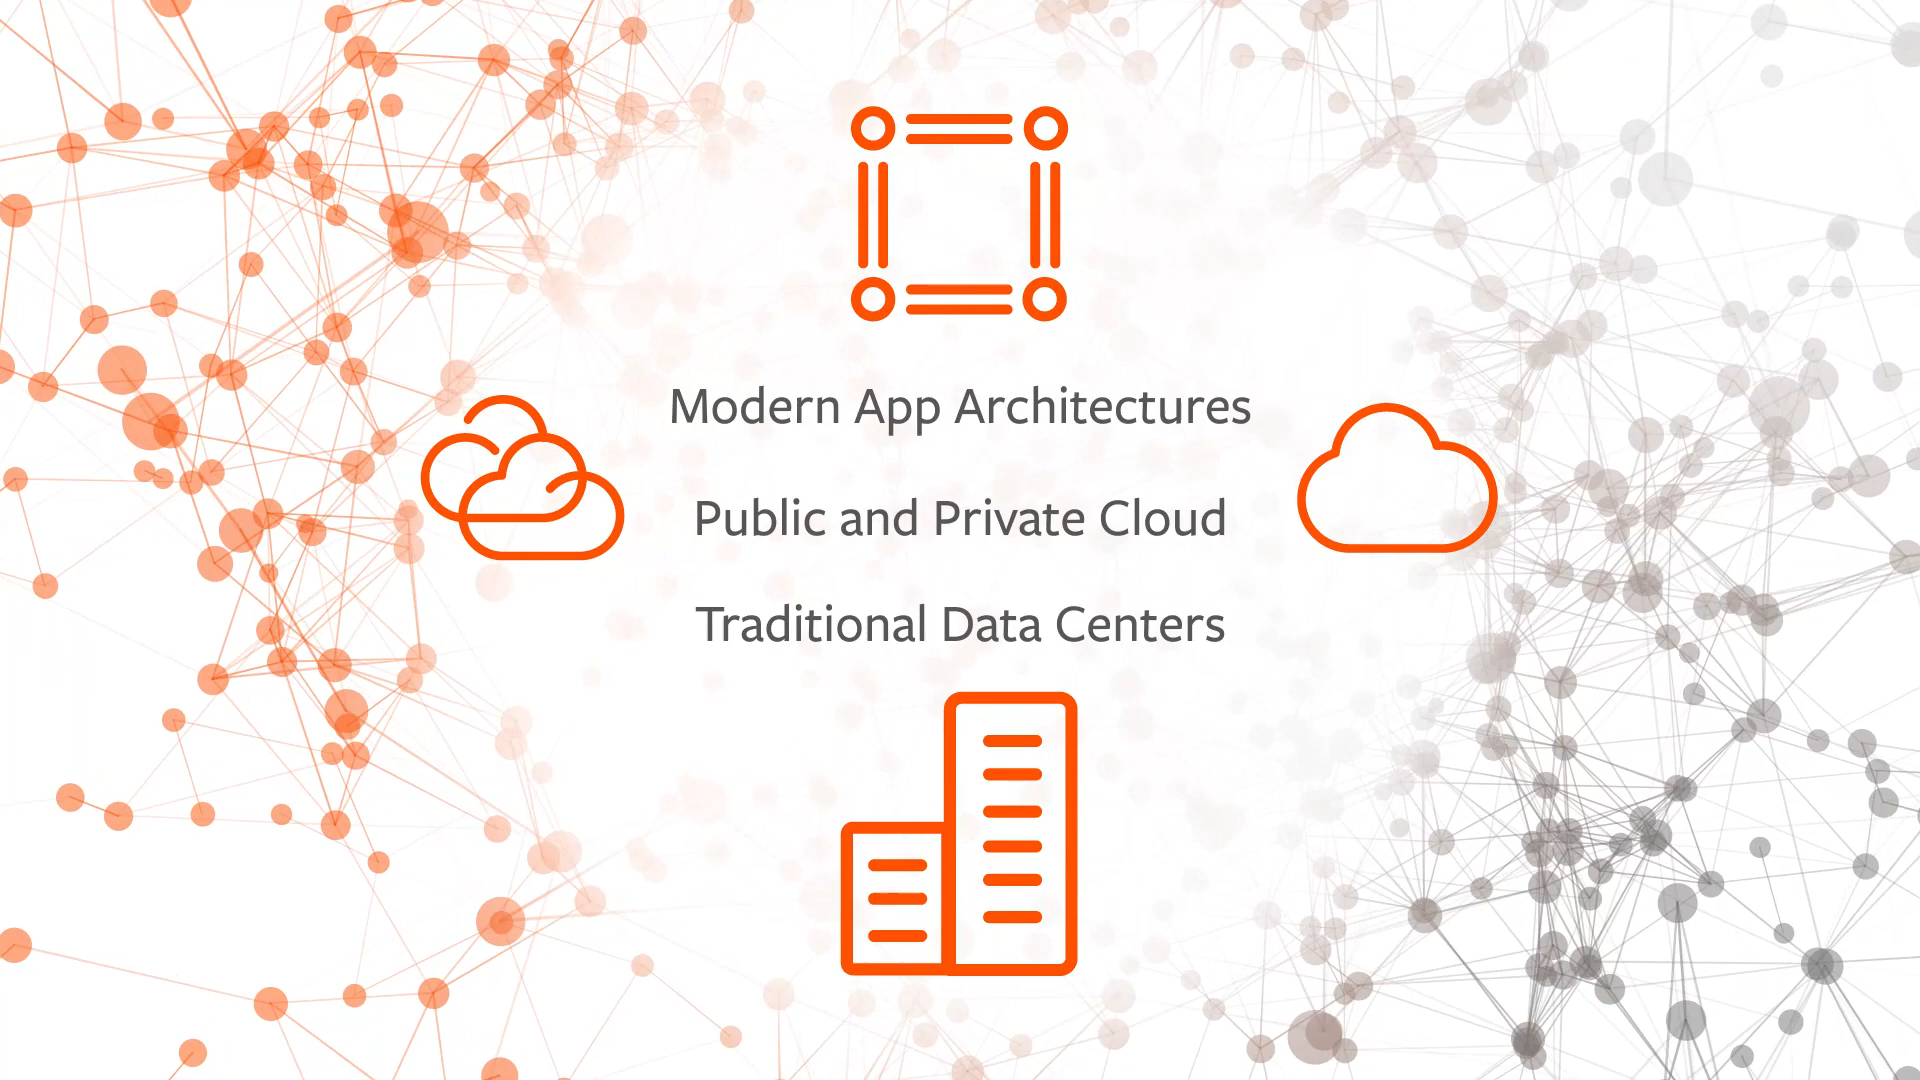 Modern App Architectures
Public and Private Cloud
Traditional Data Centers